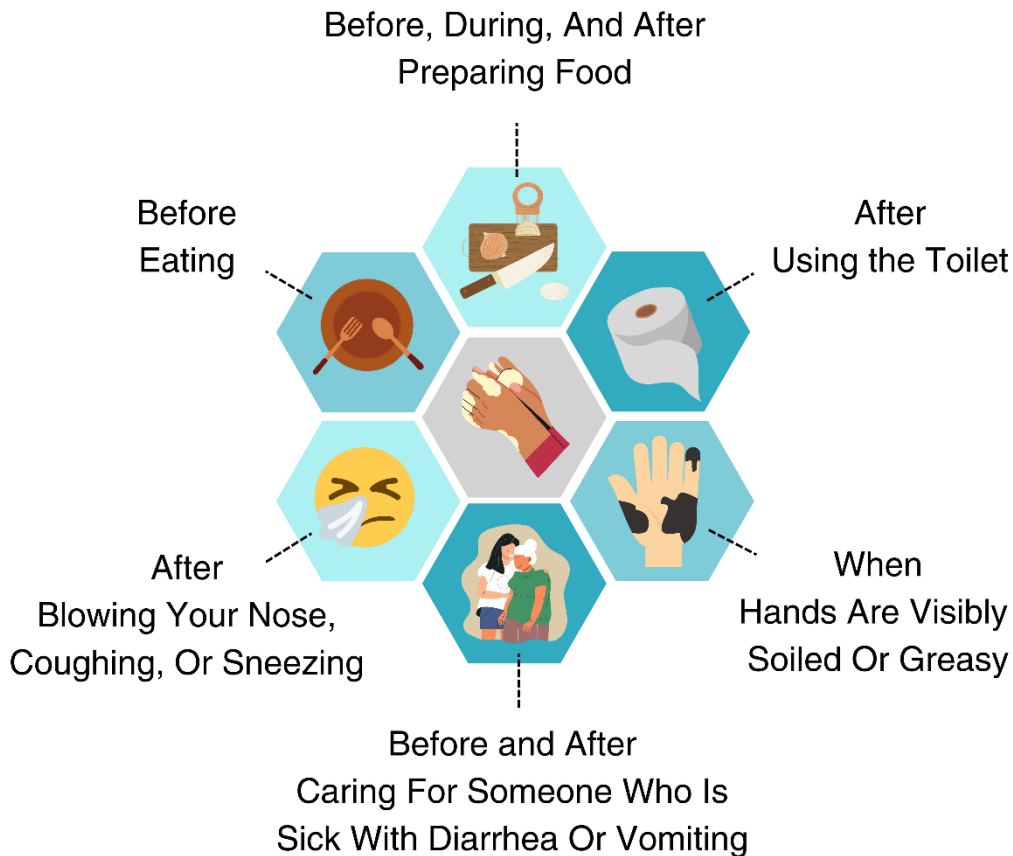 Before, During, And After
Preparing Food
Before
Eating
After
Using the Toilet
After
Blowing Your Nose,
Coughing, Or Sneezing
When
Hands Are Visibly
Soiled Or Greasy
Before and After
Caring For Someone Who Is
Sick With Diarrhea Or Vomiting